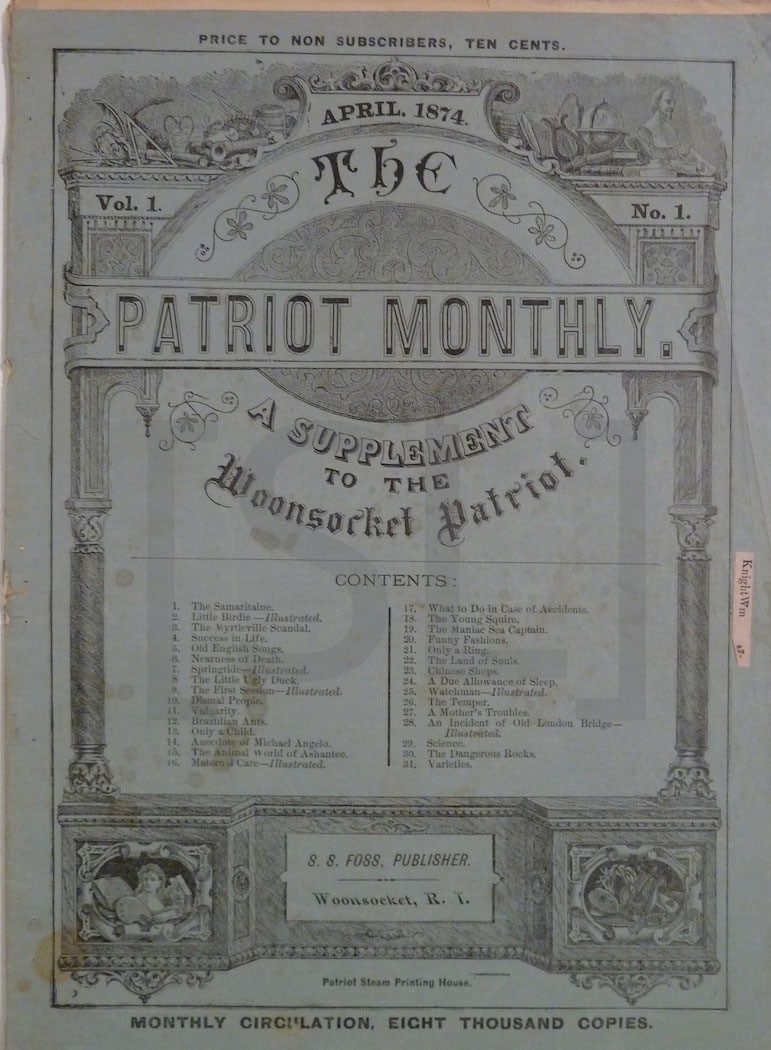 PRICE TO NON SUBSCRIBERS, TEN CENTS.
APRIL, 1874.
THE
Vol. 1.
No. 1.
PATRIOT MONTHLY.
A SUPPLEMENT
TO THE
Woonsocket Patriot.
CONTENTS:
1. The Samaritaine.
2. Little Birdie—Illustrated.
3. The Myrtleville Scandal.
4. Success in Life.
5. Old English Songs.
6. Nearness of Death.
7. Springtide—Illustrated.
8 The Little Ugly Duck.
9. The First Session—Illustrated.
10. Dismal People.
11. Vulgarity.
12. Brazilian Ants.
13. Only a Child.
14. Anecdote of Michael Angelo.
15. The Animal World of Ashantee.
16. Maternal Care—Illustrated.
17. What to Do in Case of Accidents.
18. The Young Squire.
19. The Maniac Sea Captain.
20. Funny Fashions.
21. Only a Ring.
22. The Land of Souls.
23. Chinese Shops.
24. A Due Allowance of Sleep.
25. Watchman—Illustrated.
26. The Temper.
27. A Mother's Troubles.
28. An Incident of Old London Bridge—
Illustrated.
29. Science.
30. The Dangerous Rocks.
31. Varieties.
KnightWm
S. S. FOSS, PUBLISHER.
Woonsocket, R. I.
Patriot Steam Printing House.
MONTHLY CIRCULATION, EIGHT THOUSAND COPIES.